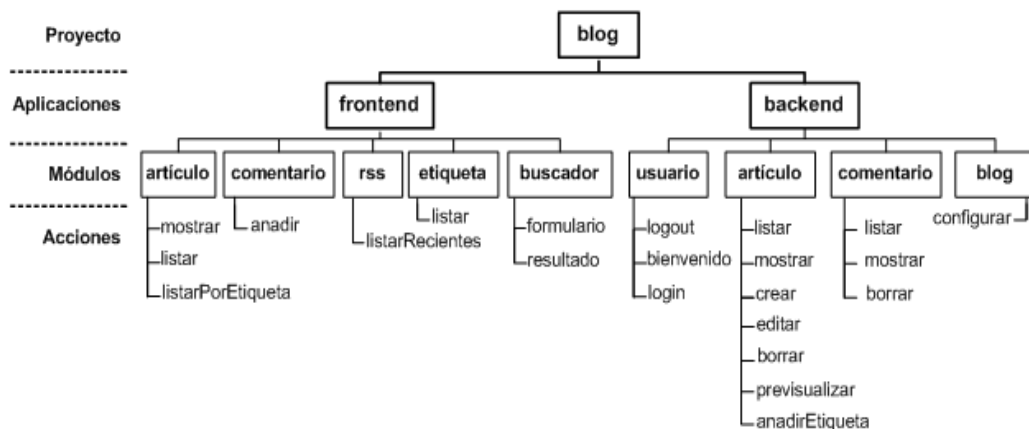 Proyecto
blog
Aplicaciones
frontend
backend
Módulos
artículo
comentario
rss
etiqueta
buscador
usuario
artículo
comentario
blog
Acciones
mostrar
listar
listarPorEtiqueta
anadir
listarRecientes
listar
formulario
resultado
logout
bienvenido
login
listar
mostrar
crear
editar
borrar
previsualizar
anadirEtiqueta
listar
mostrar
borrar
configurar